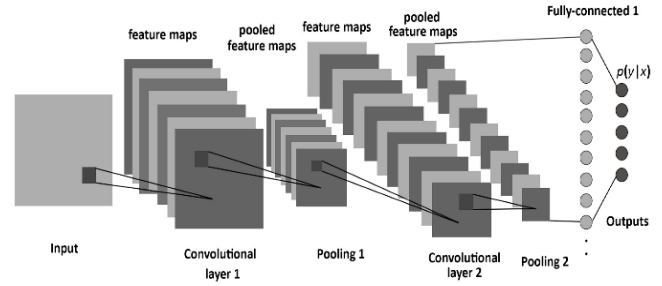 Fully-connected 1
feature maps
pooled
feature maps
feature maps
pooled
feature maps
p(y|x)
Input
Convolutional
layer 1
Pooling 1
Convolutional
layer 2
Pooling 2
Outputs